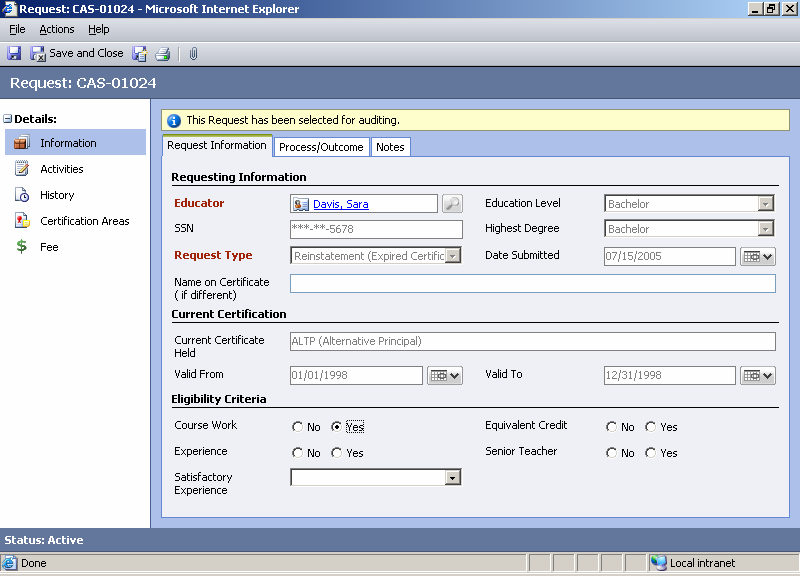 Request: CAS-01024 - Microsoft Internet Explorer
File Actions Help
Save and Close
Request: CAS-01024
Details:
Information
Activities
History
Certification Areas
Fee
This Request has been selected for auditing.
Request Information Process/Outcome Notes
Requesting Information
Educator Davis, Sara Education Level Bachelor
SSN ***-**-5678 Highest Degree Bachelor
Request Type Reinstatement (Expired Certific Date Submitted 07/15/2005
Name on Certificate
( if different)
Current Certification
Current Certificate Held ALTP (Alternative Principal)
Valid From 01/01/1998 Valid To 12/31/1998
Eligibility Criteria
Course Work No Yes Equivalent Credit No Yes
Experience No Yes Senior Teacher No Yes
Satisfactory
Experience
Status: Active
Done Local intranet